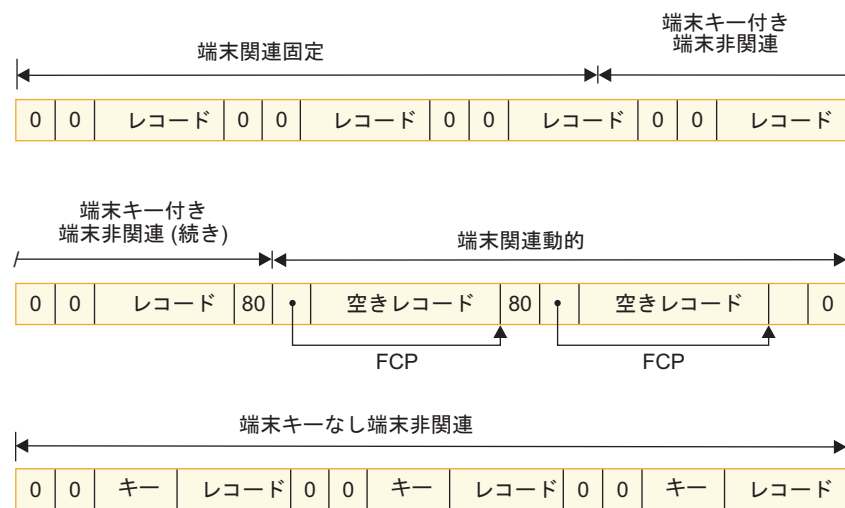 端末関連固定
端末キー付き
端末非関連
0 0 レコード 0 0 レコード 0 0 レコード 0 0 レコード
端末キー付き
端末非関連 (続き)
端末関連動的
0 0 レコード 80 空きレコード 80 空きレコード 0
FCP FCP
端末キーなし端末非関連
0 0 キー レコード 0 0 キー レコード 0 0 キー レコード